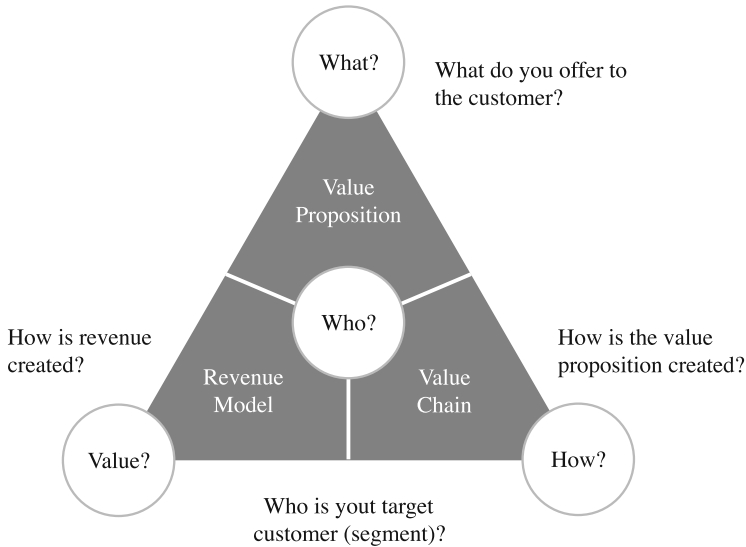 What?
What do you offer to
the customer?
Value
Proposition
Who?
How is revenue
created?
How is the value
proposition created?
Revenue
Model
Value
Chain
Value?
How?
Who is yout target
customer (segment)?